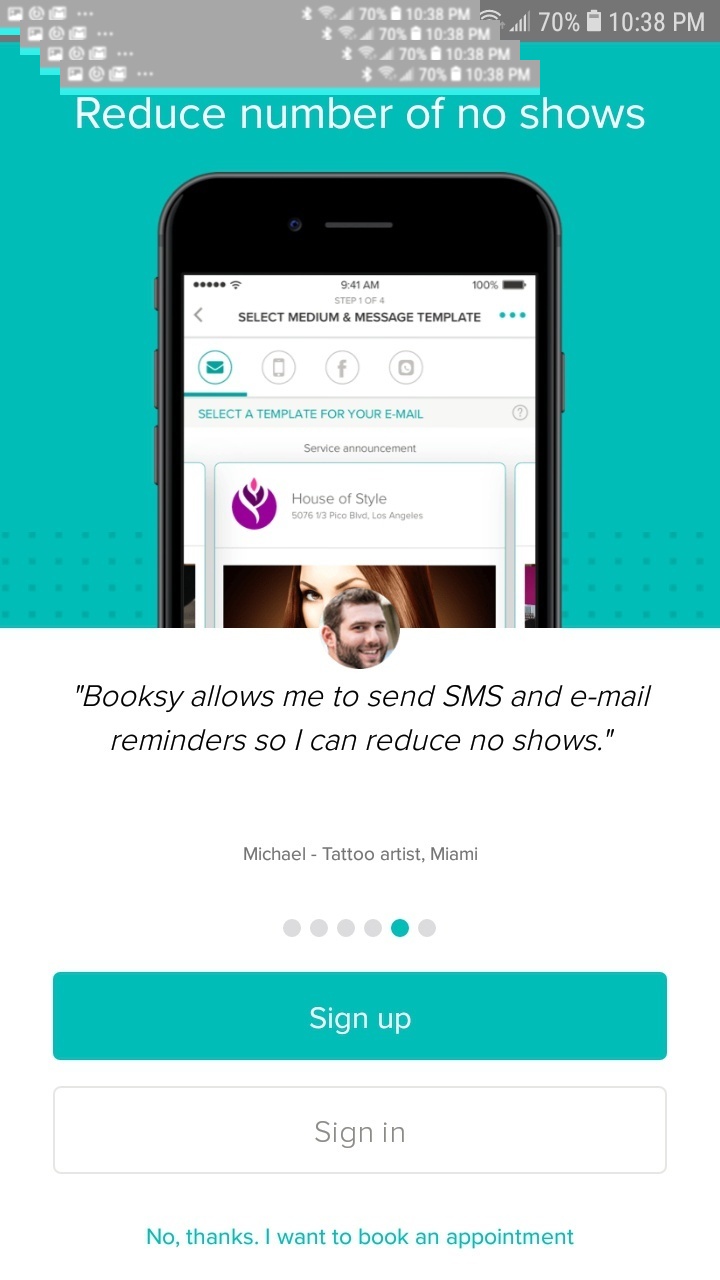 70% 10:38 PM 70% 10:38 PM
70% 10:38 PM
70% 10:38 PM
70% 10:38 PM
Reduce number of no shows
9:41 AM 100%
STEP 1 OF 4
SELECT MEDIUM & MESSAGE TEMPLATE
SELECT A TEMPLATE FOR YOUR E-MAIL ?
Service announcement
House of Style
5076 1/3 Pico Blvd, Los Angeles
"Booksy allows me to send SMS and e-mail
reminders so I can reduce no shows."
Michael - Tattoo artist, Miami
Sign up
Sign in
No, thanks. I want to book an appointment